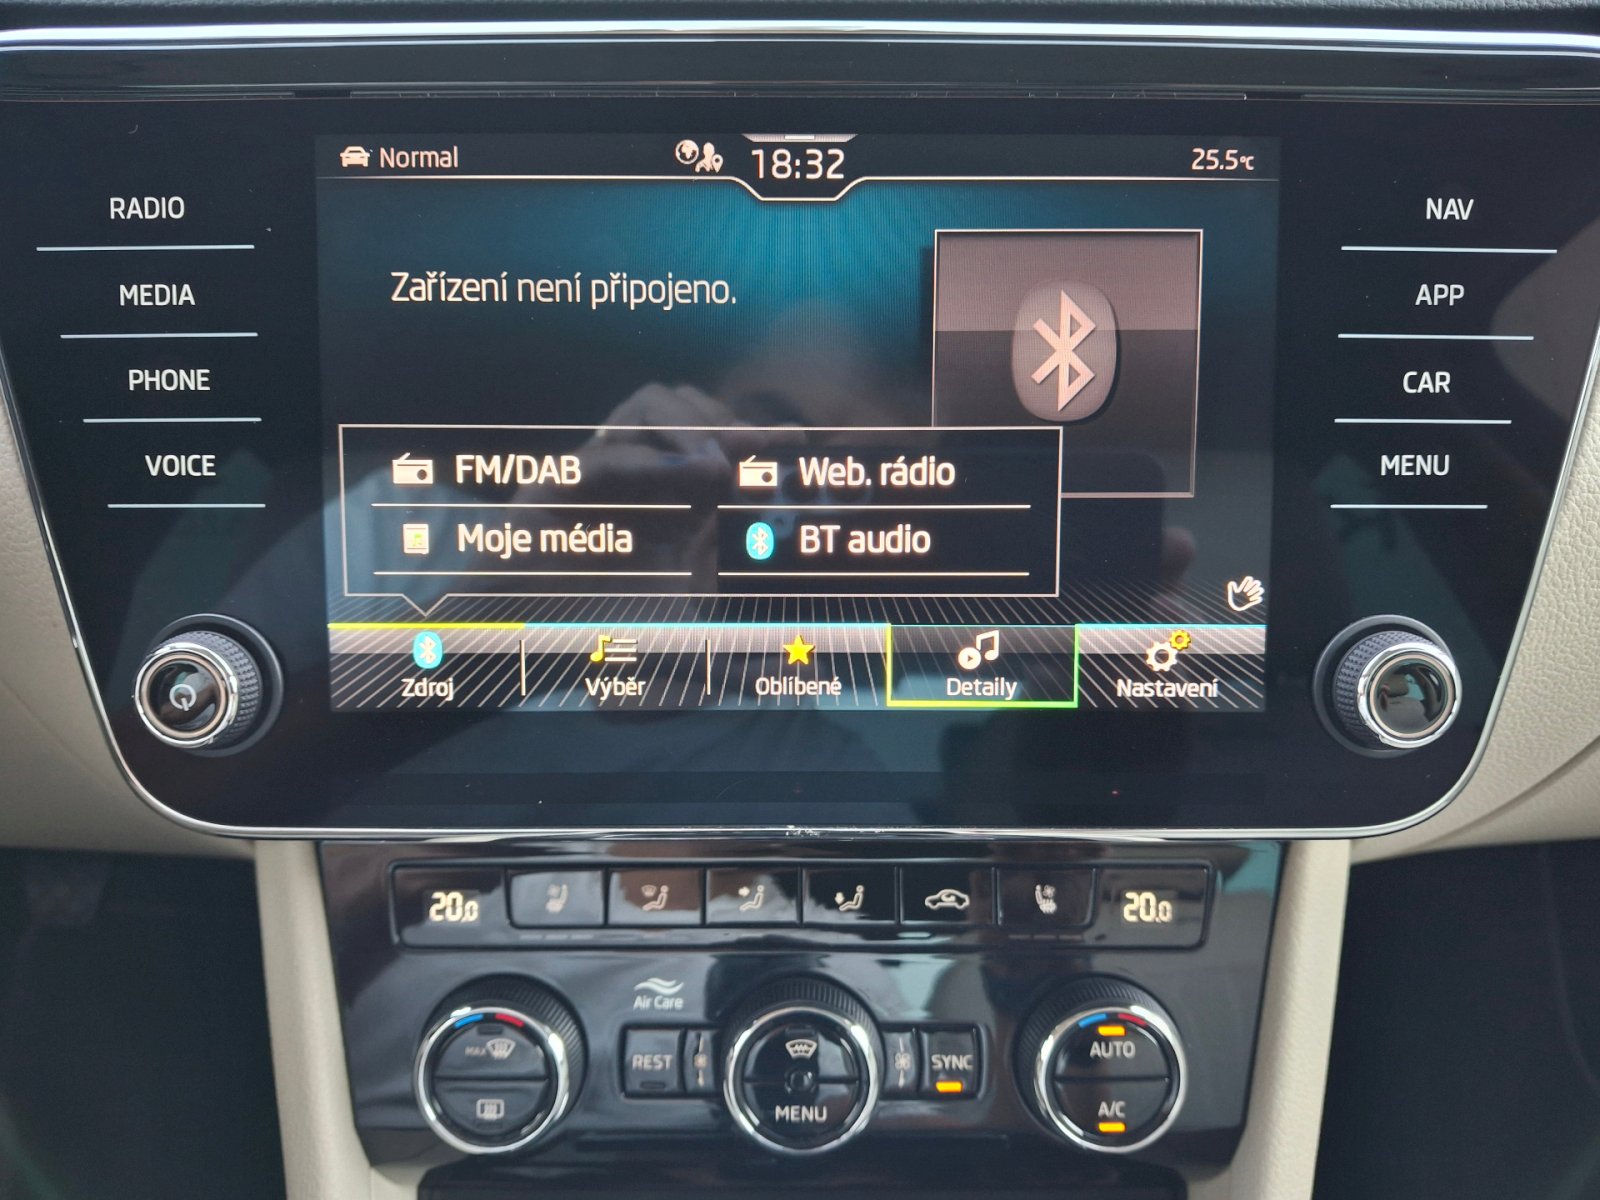 Normal
18:32
25.5°C
RADIO
MEDIA
PHONE
VOICE
NAV
APP
CAR
MENU
Zařízení není připojeno.
FM/DAB
Web. rádio
Moje média
BT audio
Zdroj
Výběr
Oblíbené
Detaily
Nastavení
20.0
20.0
Air Care
MAX
REST
MENU
SYNC
AUTO
A/C